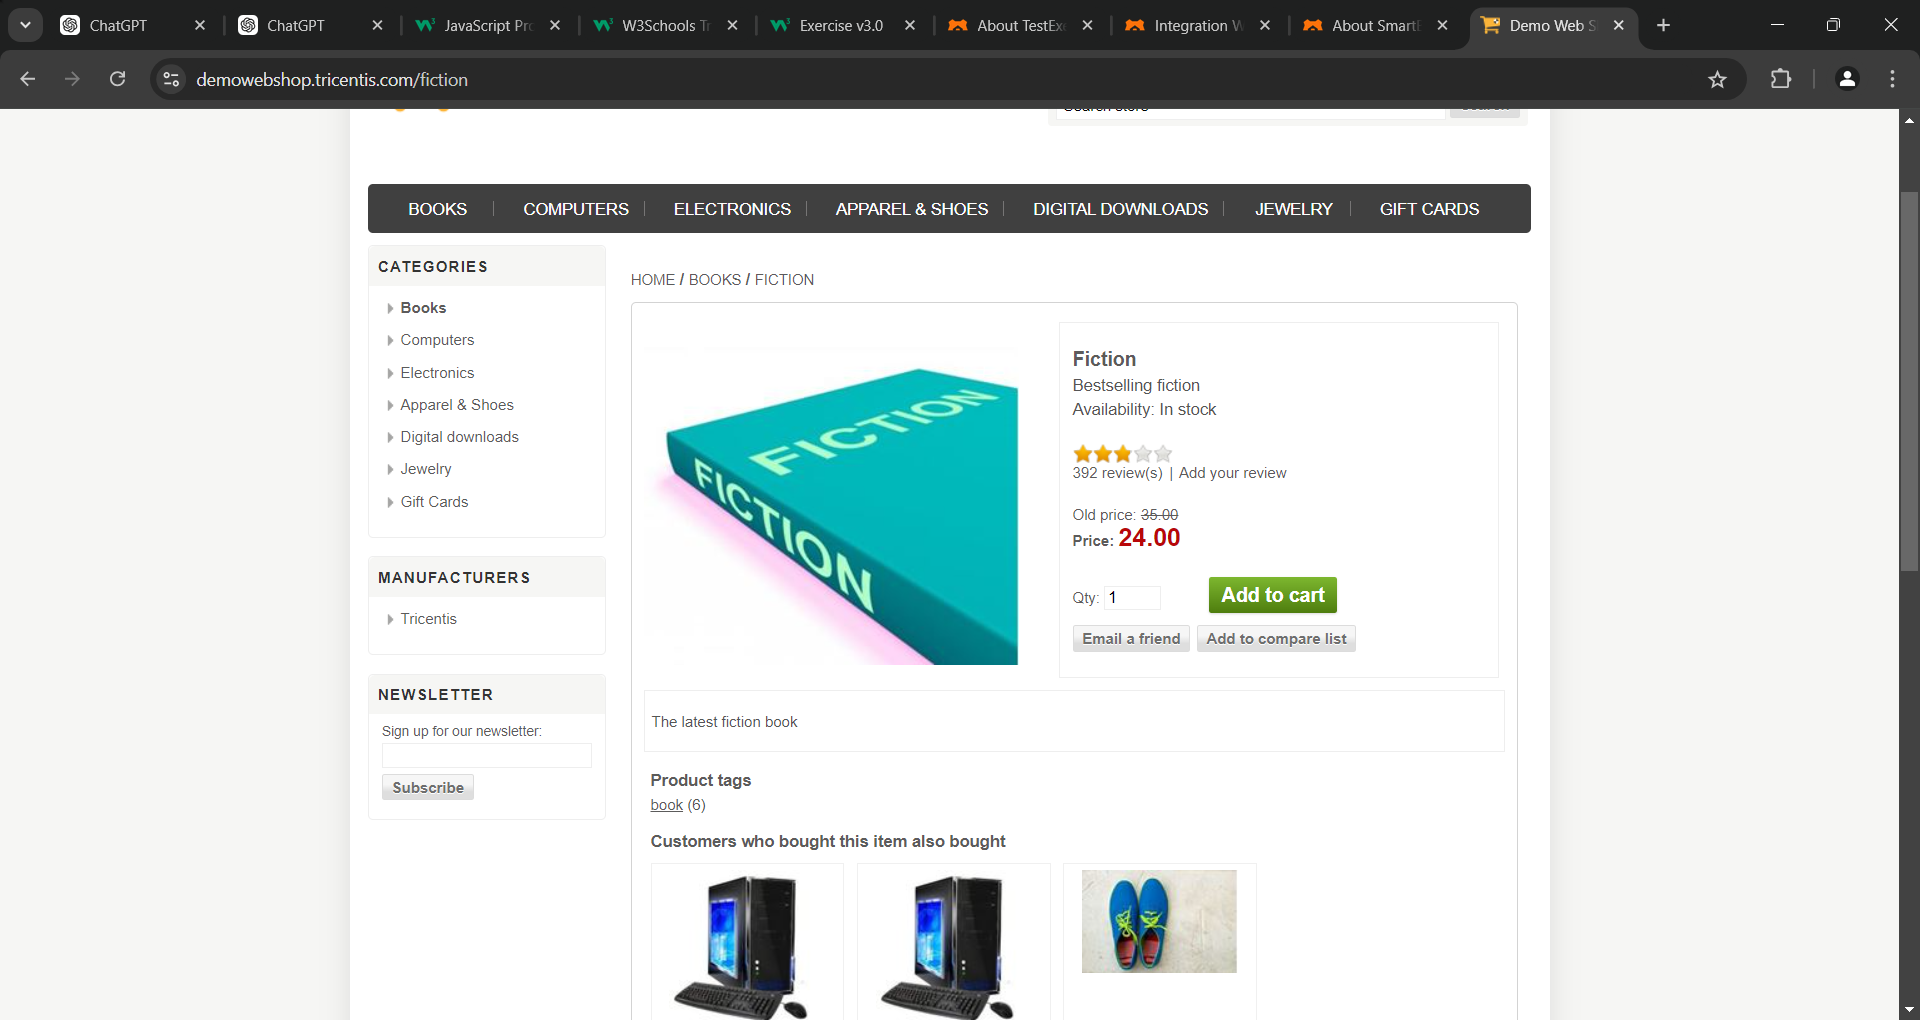 ChatGPT
ChatGPT
JavaScript Pr
W3Schools T
Exercise v3.0
About TestEx
Integration W
About Smart
Demo Web S
demowebshop.tricentis.com/fiction
BOOKS
COMPUTERS
ELECTRONICS
APPAREL & SHOES
DIGITAL DOWNLOADS
JEWELRY
GIFT CARDS
CATEGORIES
Books
Computers
Electronics
Apparel & Shoes
Digital downloads
Jewelry
Gift Cards
MANUFACTURERS
Tricentis
NEWSLETTER
Sign up for our newsletter:
Subscribe
HOME / BOOKS / FICTION
FICTION
FICTION
Fiction
Bestselling fiction
Availability: In stock
392 review(s) | Add your review
Old price: 35.00
Price: 24.00
Qty: 1
Add to cart
Email a friend
Add to compare list
The latest fiction book
Product tags
book (6)
Customers who bought this item also bought